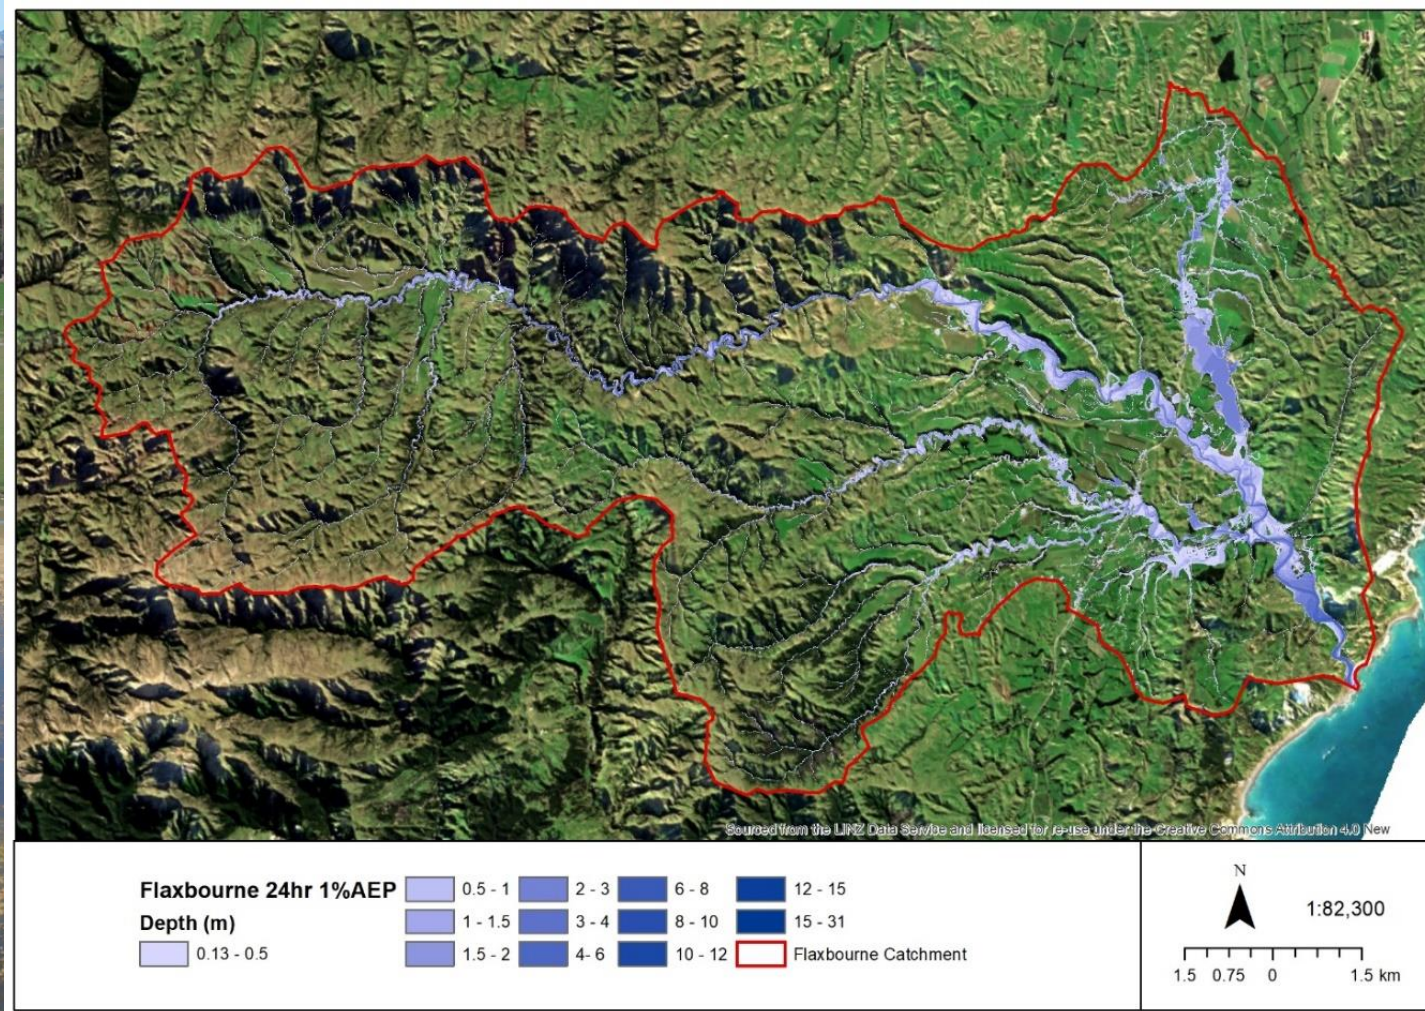 Sourced from the LINZ Data Service and licensed for re-use under the Creative Commons Attribution 4.0 New
Flaxbourne 24hr 1%AEP
Depth (m)
0.13 - 0.5
0.5 - 1
1 - 1.5
1.5 - 2
2 - 3
3 - 4
4- 6
6 - 8
8 - 10
10 - 12
12 - 15
15 - 31
Flaxbourne Catchment
N
1:82,300
1.5 0.75 0 1.5 km